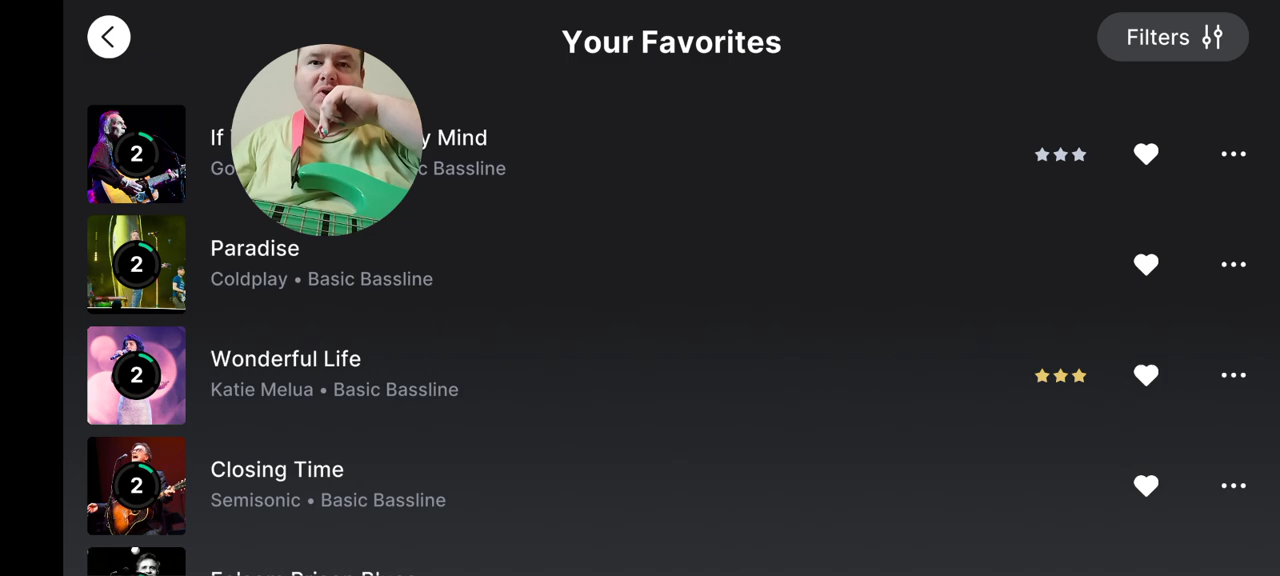 Your Favorites
Filters
2
If
y Mind
Go
c Bassline
2
Paradise
Coldplay • Basic Bassline
2
Wonderful Life
Katie Melua • Basic Bassline
2
Closing Time
Semisonic • Basic Bassline